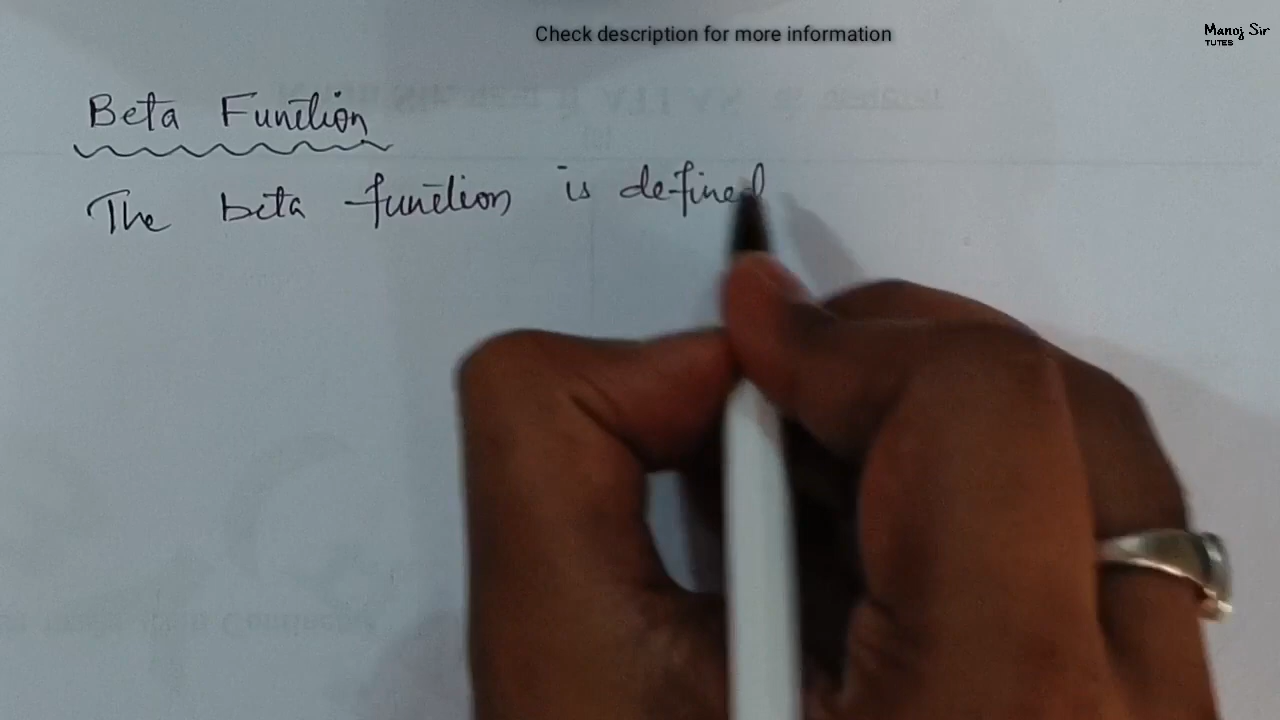 Check description for more information
Manoj Sir
TUTES
Beta Function
The beta function is defined